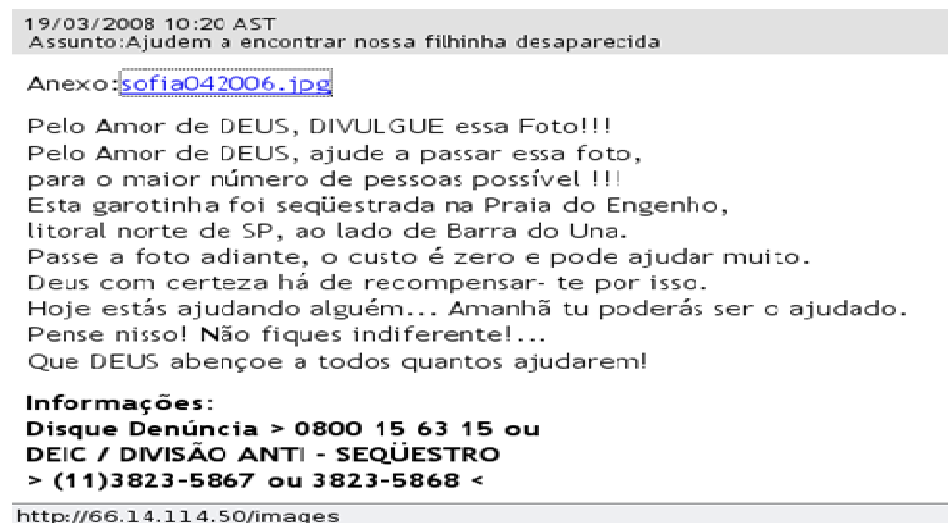 19/03/2008 10:20 AST
Assunto:Ajudem a encontrar nossa filhinha desaparecida
Anexo:sofia042006.jpg
Pelo Amor de DEUS, DIVULGUE essa Foto!!!
Pelo Amor de DEUS, ajude a passar essa foto,
para o maior número de pessoas possível !!!
Esta garotinha foi seqüestrada na Praia do Engenho,
litoral norte de SP, ao lado de Barra do Una.
Passe a foto adiante, o custo é zero e pode ajudar muito.
Deus com certeza há de recompensar- te por isso.
Hoje estás ajudando alguém... Amanhã tu poderás ser o ajudado.
Pense nisso! Não fiques indiferente!...
Que DEUS abençoe a todos quantos ajudarem!
Informações:
Disque Denúncia > 0800 15 63 15 ou
DEIC / DIVISÃO ANTI - SEQÜESTRO
> (11)3823-5867 ou 3823-5868 <
http://66.14.114.50/images